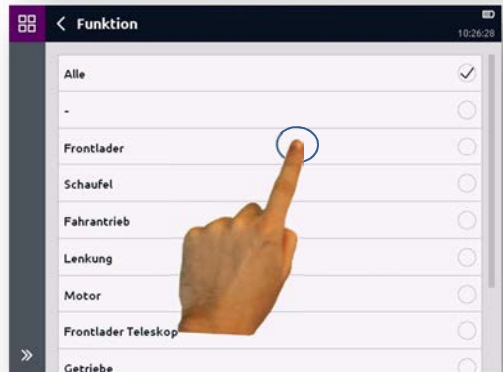 Funktion
10:26:28
Alle
-
Frontlader
Schaufel
Fahrantrieb
Lenkung
Motor
Frontlader Teleskop
Getriebe